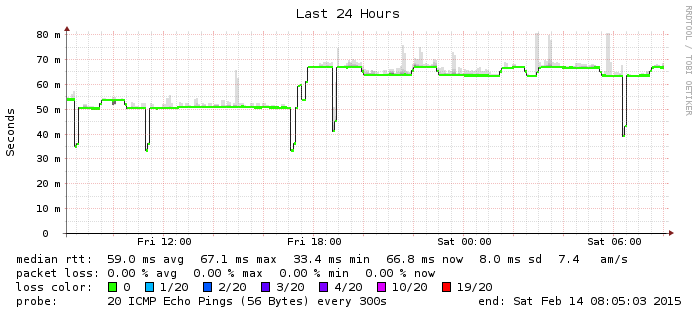 Last 24 Hours
RRDTOOL / TOBI OETIKER
Seconds
80 m
70 m
60 m
50 m
40 m
30 m
20 m
10 m
0
Fri 12:00 Fri 18:00 Sat 00:00 Sat 06:00
median rtt: 59.0 ms avg 67.1 ms max 33.4 ms min 66.8 ms now 8.0 ms sd 7.4 am/s
packet loss: 0.00 % avg 0.00 % max 0.00 % min 0.00 % now
loss color: 0 1/20 2/20 3/20 4/20 10/20 19/20
probe: 20 ICMP Echo Pings (56 Bytes) every 300s end: Sat Feb 14 08:05:03 2015